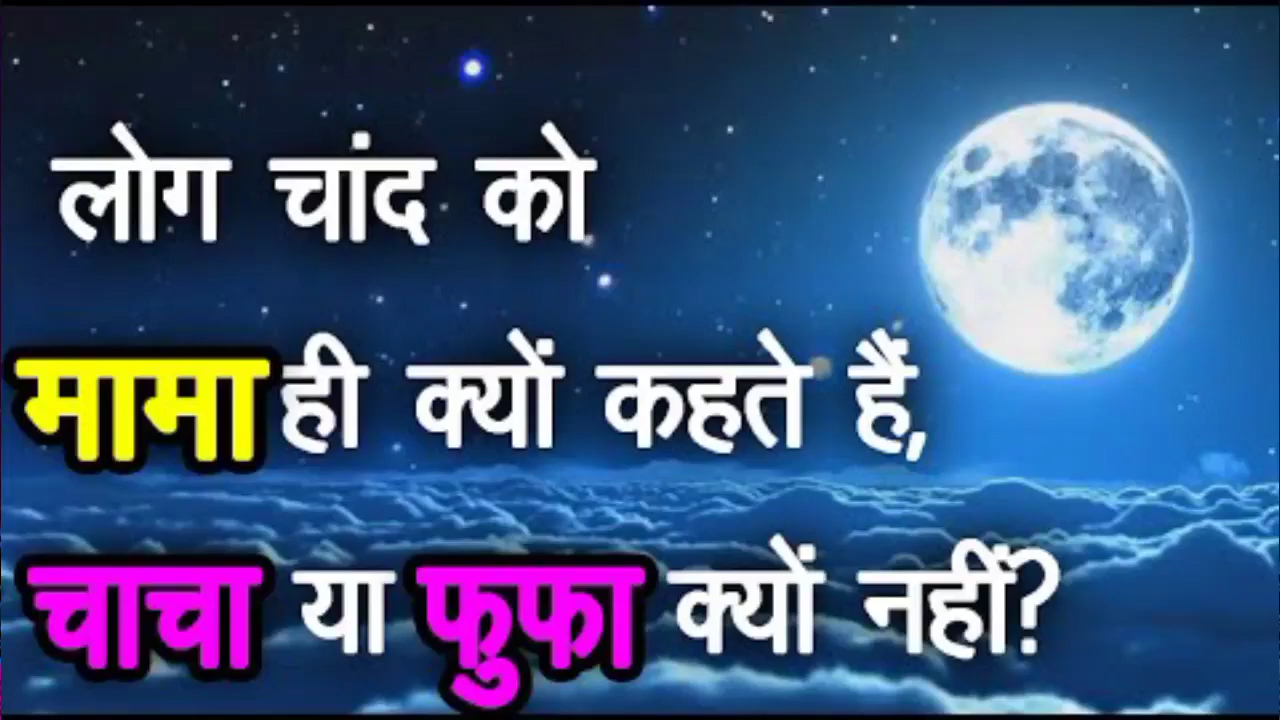 लोग चांद को
मामा ही क्यों कहते हैं,
चाचा या फुफा क्यों नहीं?